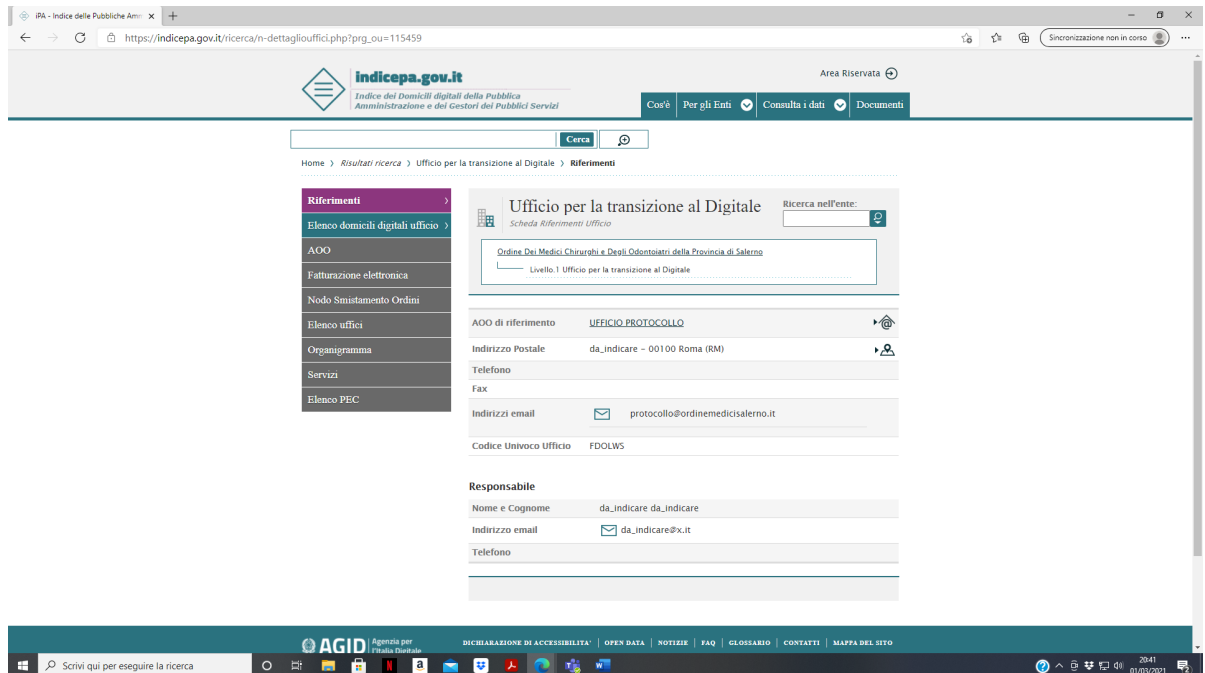 iPA - Indice delle Pubbliche Amm
https://indicepa.gov.it/ricerca/n-dettagliouffici.php?prg_ou=115459
Sincronizzazione non in corso
indicepa.gov.it
Indice dei Domicili digitali della Pubblica
Amministrazione e dei Gestori dei Pubblici Servizi
Area Riservata
Cos'è
Per gli Enti
Consulta i dati
Documenti
Cerca
Home > Risultati ricerca > Ufficio per la transizione al Digitale > Riferimenti
Riferimenti
Elenco domicili digitali ufficio
AOO
Fatturazione elettronica
Nodo Smistamento Ordini
Elenco uffici
Organigramma
Servizi
Elenco PEC
Ufficio per la transizione al Digitale
Scheda Riferimenti Ufficio
Ricerca nell'ente:
Ordine Dei Medici Chirurghi e Degli Odontoiatri della Provincia di Salerno
Livello.1 Ufficio per la transizione al Digitale
AOO di riferimento UFFICIO PROTOCOLLO
Indirizzo Postale da_indicare - 00100 Roma (RM)
Telefono
Fax
Indirizzi email protocollo@ordinemedicisalerno.it
Codice Univoco Ufficio FDOLWS
Responsabile
Nome e Cognome da_indicare da_indicare
Indirizzo email da_indicare@x.it
Telefono
AGID Agenzia per
l'Italia Digitale
DICHIARAZIONE DI ACCESSIBILITA' | OPEN DATA | NOTIZIE | FAQ | GLOSSARIO | CONTATTI | MAPPA DEL SITO
Scrivi qui per eseguire la ricerca
20:41
01/03/2021